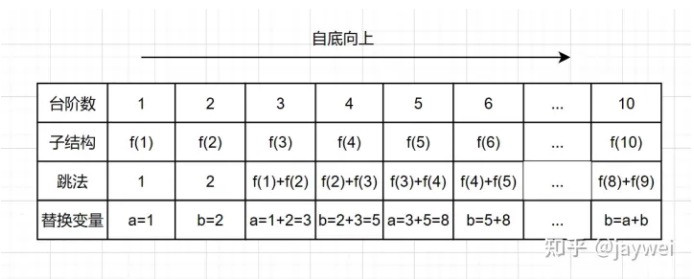 自底向上
台阶数 1 2 3 4 5 6 ... 10
子结构 f(1) f(2) f(3) f(4) f(5) f(6) ... f(10)
跳法 1 2 f(1)+f(2) f(2)+f(3) f(3)+f(4) f(4)+f(5) ... f(8)+f(9)
替换变量 a=1 b=2 a=1+2=3 b=2+3=5 a=3+5=8 b=5+8 ... b=a+b
知乎 @jaywei